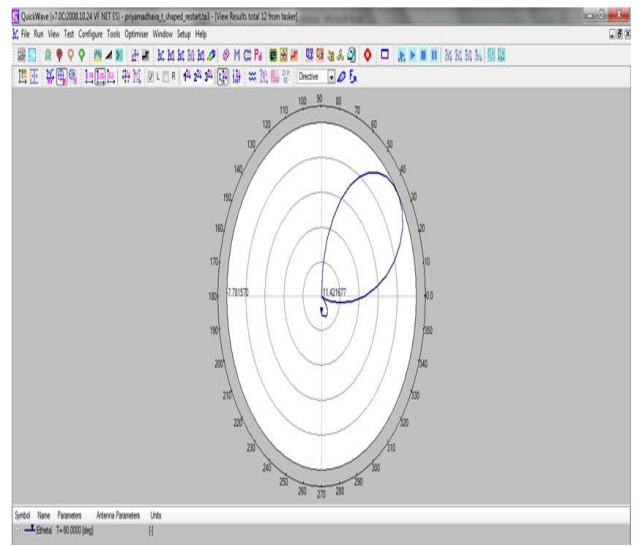 QuickWave (v7.0C:2008.10.24 VF NET ES) - priyamadhava_t_shaped_restart.ta3 - [View Results total 12 from tasker]
File Run View Test Configure Tools Optimiser Window Setup Help
L R Directive
100 90 80
110 70
120 60
130 50
140 40
150 30
160 20
170 10
180 -7.781570 11.421677 0.0
190 350
200 340
210 330
220 320
230 310
240 300
250 290
260 270 280
Symbol Name Parameters Antenna Parameters Units
Ethetal T=-90.0000 [deg] [-]